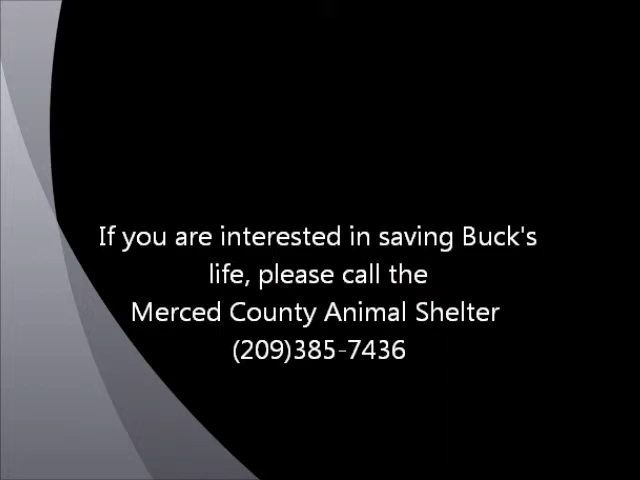 If you are interested in saving Buck's
life, please call the
Merced County Animal Shelter
(209)385-7436